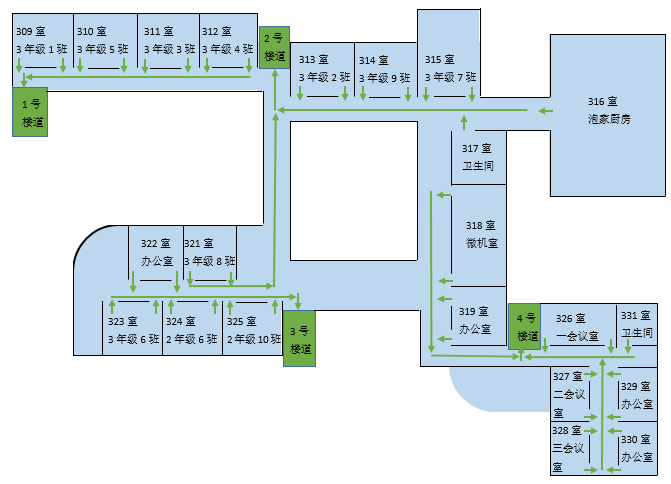 309 室
3 年级 1 班
310 室
3 年级 5 班
311 室
3 年级 3 班
312 室
3 年级 4 班
2 号
楼道
313 室
3 年级 2 班
314 室
3 年级 9 班
315 室
3 年级 7 班
316 室
泡家厨房
1 号
楼道
317 室
卫生间
318 室
微机室
319 室
办公室
322 室
办公室
321 室
3 年级 8 班
323 室
3 年级 6 班
324 室
2 年级 6 班
325 室
2 年级 10 班
3 号
楼道
4 号
楼道
326 室
一会议室
331 室
卫生间
327 室
二会议
室
329 室
办公室
328 室
三会议
室
330 室
办公室